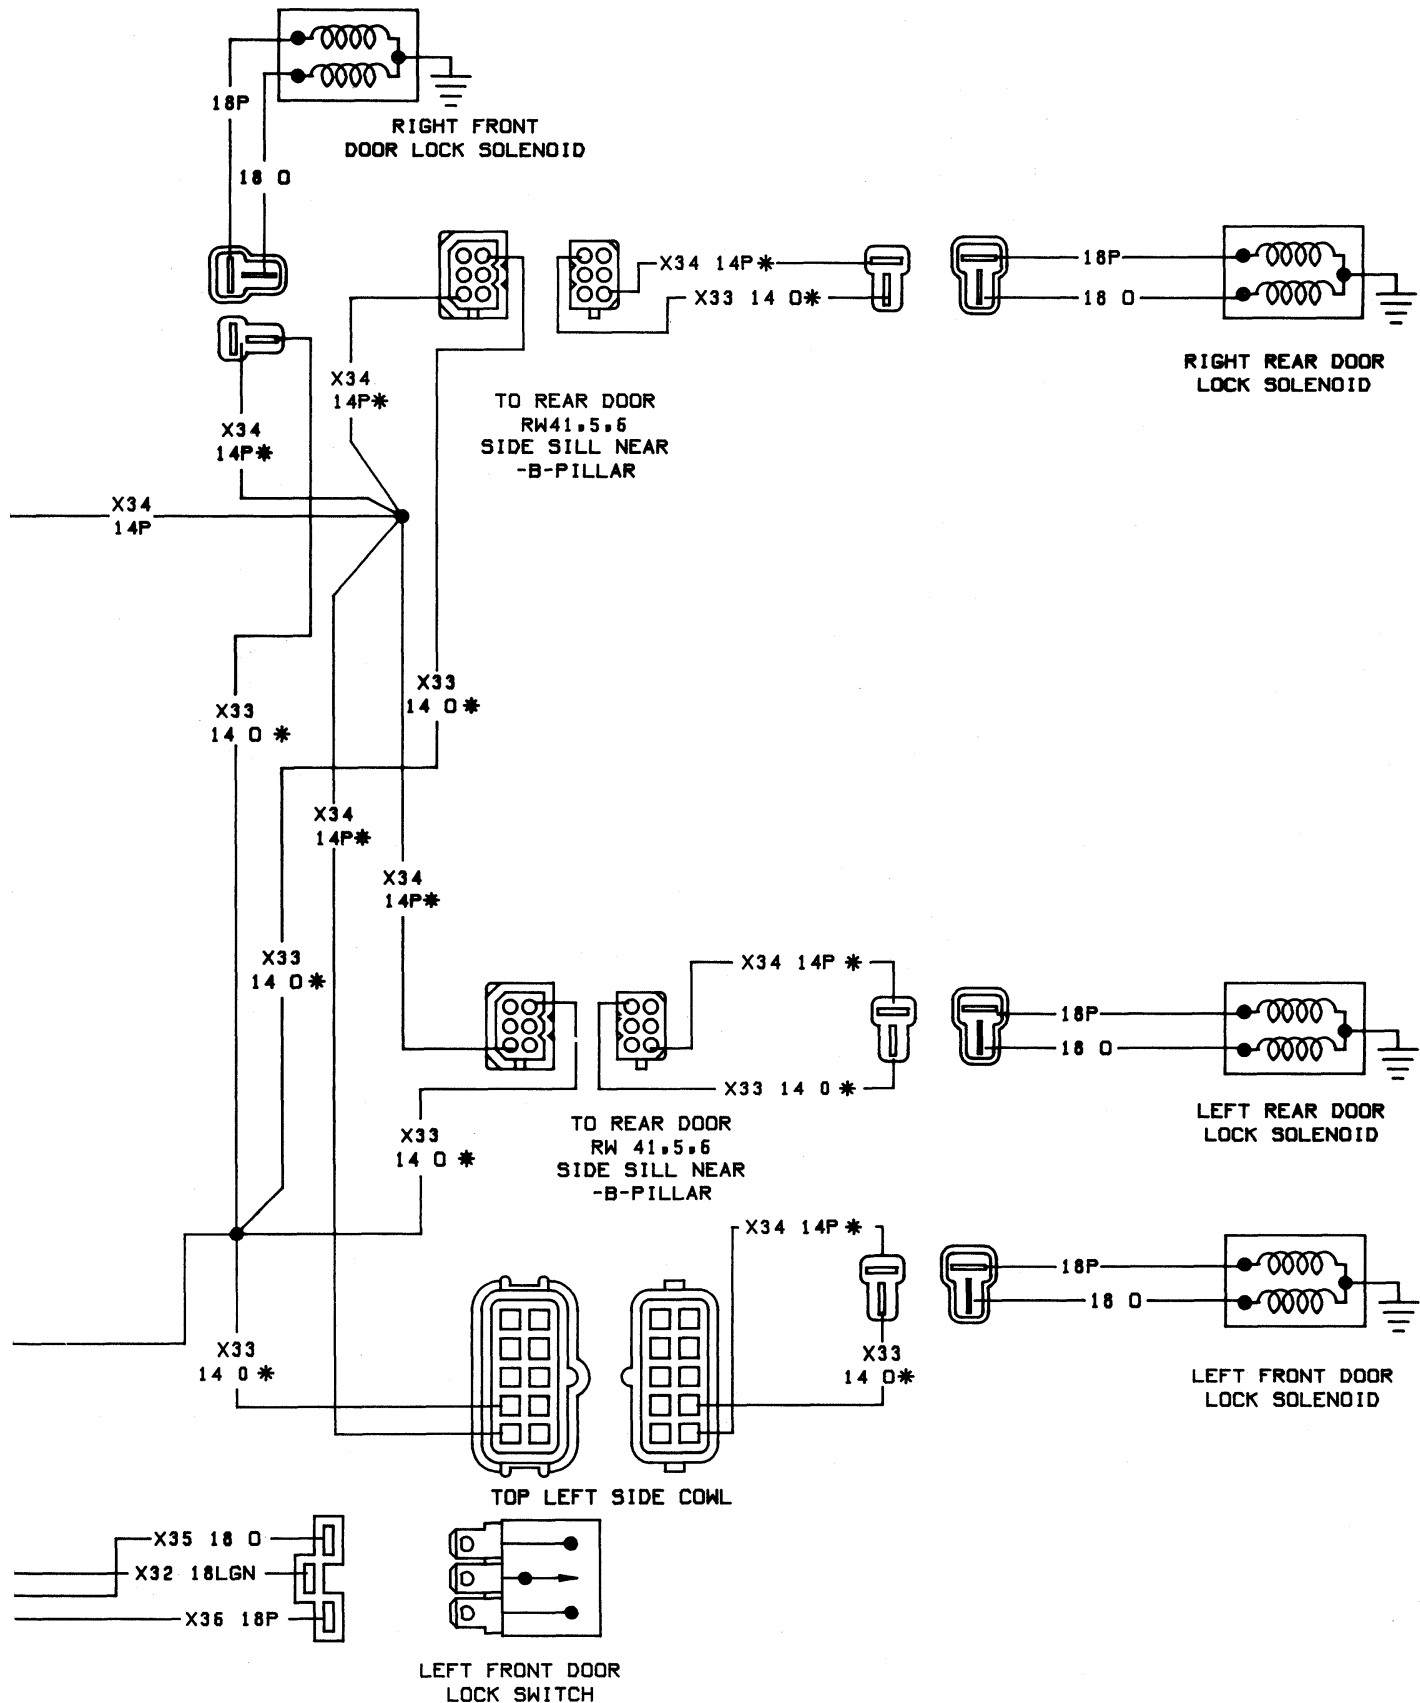 18P
RIGHT FRONT
DOOR LOCK SOLENOID
18 O
X34 14P*
X33 14 O*
18P
18 O
RIGHT REAR DOOR
LOCK SOLENOID
X34
14P*
X34
14P*
TO REAR DOOR
RW41,5,6
SIDE SILL NEAR
-B-PILLAR
X34
14P
X33
14 O*
X33
14 O *
X34
14P*
X34
14P*
X33
14 O*
X34 14P *
18P
18 O
X33 14 O *
LEFT REAR DOOR
LOCK SOLENOID
X33
14 O *
TO REAR DOOR
RW 41,5,6
SIDE SILL NEAR
-B-PILLAR
X34 14P *
18P
18 O
X33
14 O *
X33
14 O*
LEFT FRONT DOOR
LOCK SOLENOID
TOP LEFT SIDE COWL
X35 18 O
X32 18LGN
X36 18P
LEFT FRONT DOOR
LOCK SWITCH